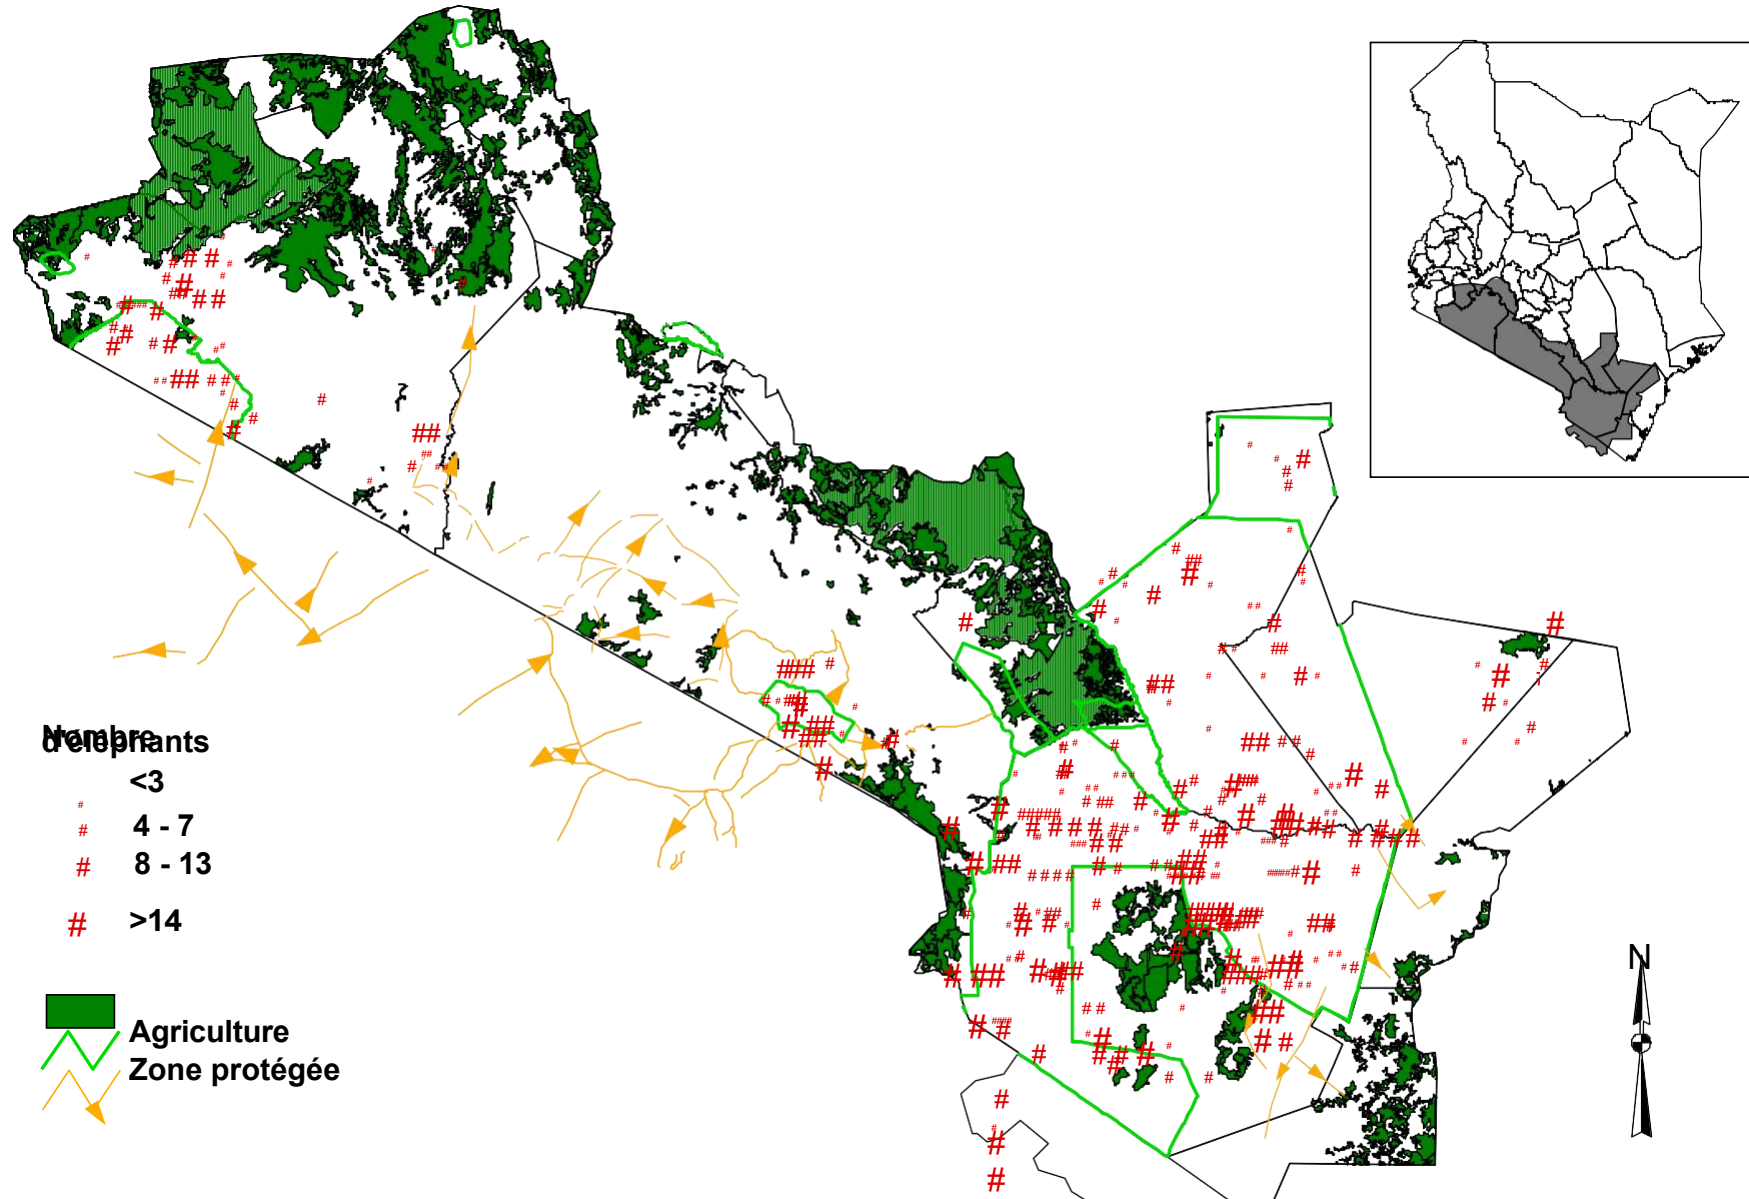 Nombre
d'éléphants
<3
4 - 7
8 - 13
>14
Agriculture
Zone protégée
N